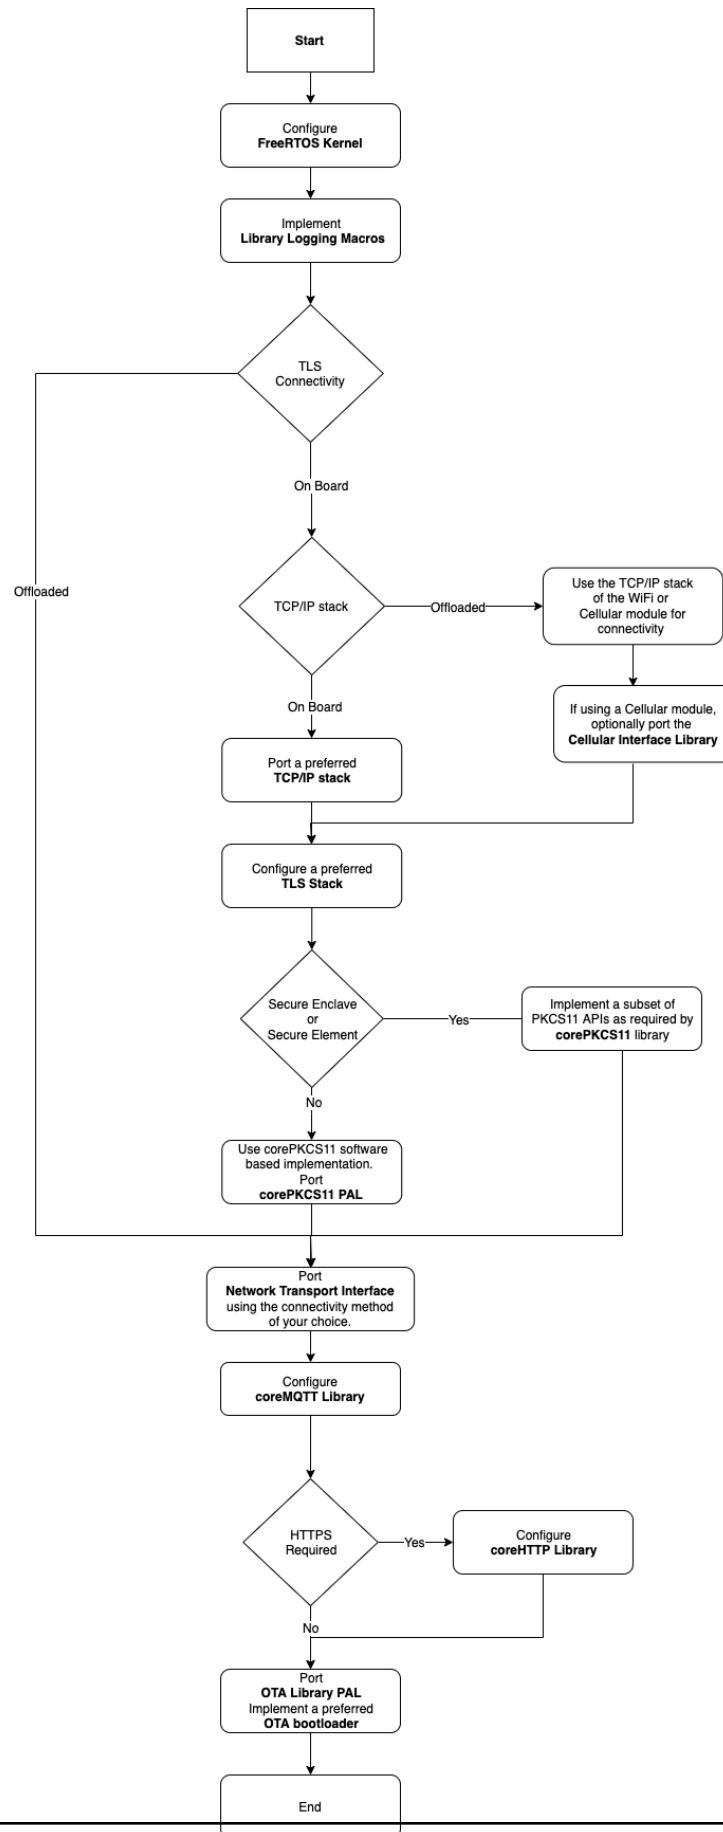 Start
Configure
FreeRTOS Kernel
Implement
Library Logging Macros
TLS
Connectivity
On Board
Offloaded
TCP/IP stack
Offloaded
Use the TCP/IP stack
of the WiFi or
Cellular module for
connectivity
On Board
If using a Cellular module,
optionally port the
Cellular Interface Library
Port a preferred
TCP/IP stack
Configure a preferred
TLS Stack
Secure Enclave
or
Secure Element
Yes
Implement a subset of
PKCS11 APIs as required by
corePKCS11 library
No
Use corePKCS11 software
based implementation.
Port
corePKCS11 PAL
Port
Network Transport Interface
using the connectivity method
of your choice.
Configure
coreMQTT Library
HTTPS
Required
Yes
Configure
coreHTTP Library
No
Port
OTA Library PAL
Implement a preferred
OTA bootloader
End